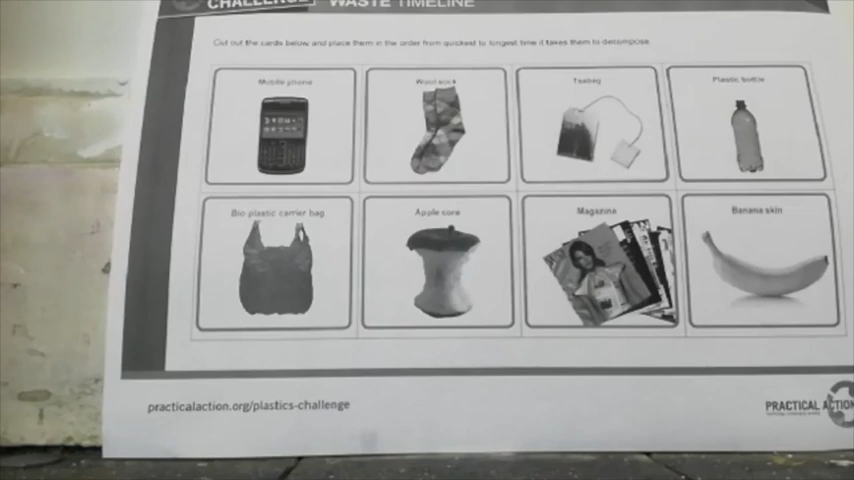 CHALLENGE WASTE TIMELINE
Cut out the cards below and place them in the order from quickest to longest time it takes them to decompose.
Mobile phone
Wool sock
Teabag
Plastic bottle
Bio plastic carrier bag
Apple core
Magazine
Banana skin
practicalaction.org/plastics-challenge
PRACTICAL ACTION